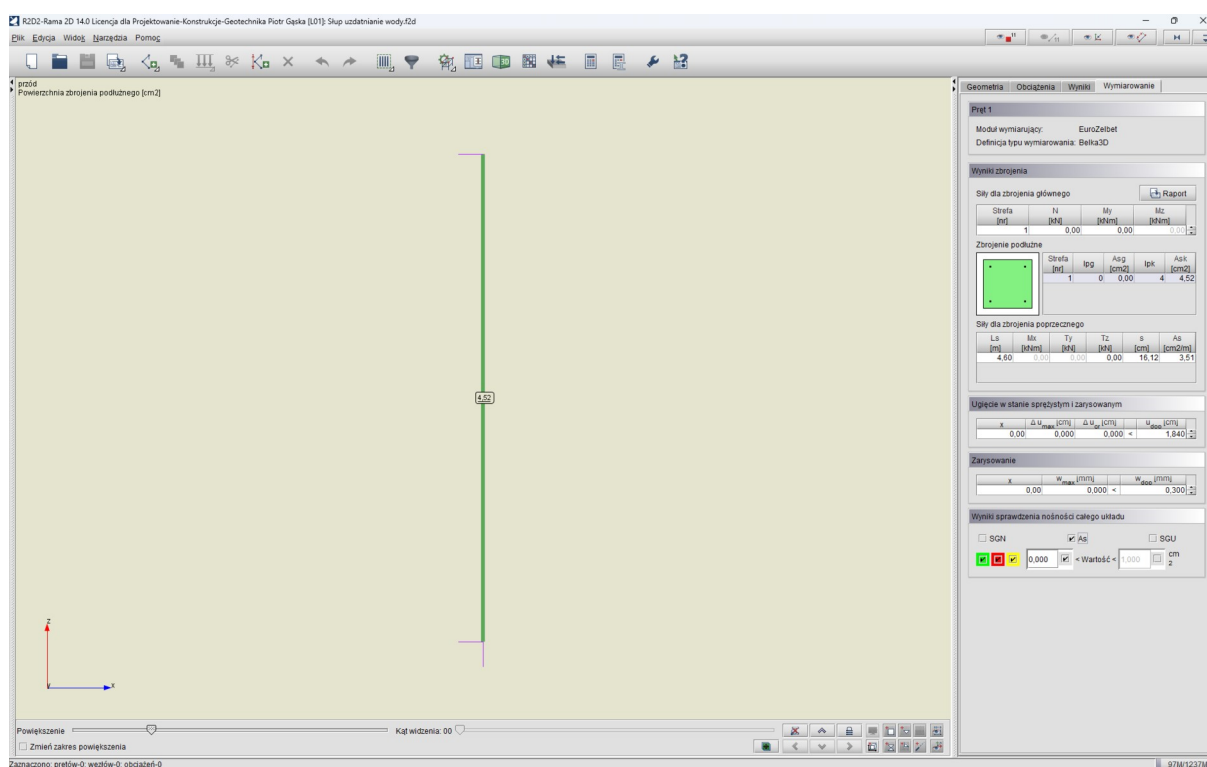 R2D2-Rama 2D 14.0 Licencja dla Projektowanie-Konstrukcje-Geotechnika Piotr Gąska [L01]: Słup uzdatnianie wody.f2d
Plik Edycja Widok Narzędzia Pomoc
przód
Powierzchnia zbrojenia podłużnego [cm2]
4,52
z
y x
Powiększenie Kąt widzenia: 00
Zmień zakres powiększenia
Zaznaczono: prętów-0; węzłów-0; obciążeń-0
Geometria Obciążenia Wyniki Wymiarowanie
Pręt 1
Moduł wymiarujący: EuroZelbet
Definicja typu wymiarowania: Belka3D
Wyniki zbrojenia
Siły dla zbrojenia głównego Raport
Strefa N My Mz
[nr] [kN] [kNm] [kNm]
1 0,00 0,00 0,00
Zbrojenie podłużne
Strefa lpg Asg lpk Ask
[nr] [cm2] [cm2]
1 0 0,00 4 4,52
Siły dla zbrojenia poprzecznego
Ls Mx Ty Tz s As
[m] [kNm] [kN] [kN] [cm] [cm2/m]
4,60 0,00 0,00 0,00 16,12 3,51
Ugięcie w stanie sprężystym i zarysowanym
x Δ u max [cm] Δ u cr [cm] u dop [cm]
0,00 0,000 0,000 < 1,840
Zarysowanie
x w max [mm] w dop [mm]
0,00 0,000 < 0,300
Wyniki sprawdzenia nośności całego układu
SGN As SGU
0,000 < Wartość < 1,000 cm 2
97M/1237M